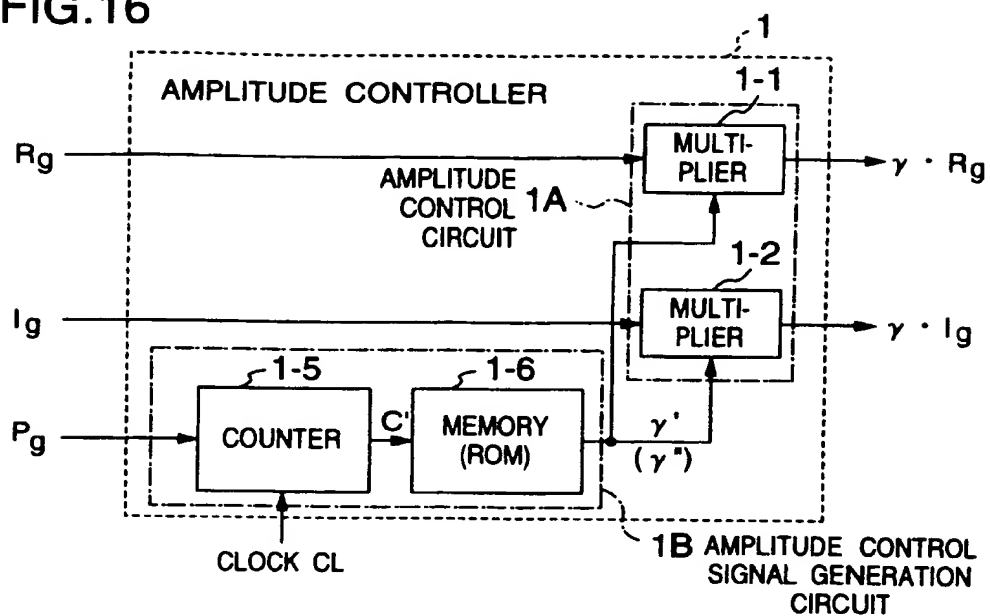 FIG.16
1
AMPLITUDE CONTROLLER
1-1
Rg
MULTI-
PLIER
γ · Rg
AMPLITUDE
CONTROL
CIRCUIT
1A
1-2
Ig
MULTI-
PLIER
γ · Ig
1-5
1-6
Pg
COUNTER
C'
MEMORY
(ROM)
γ'
(γ")
CLOCK CL
1B AMPLITUDE CONTROL
SIGNAL GENERATION
CIRCUIT